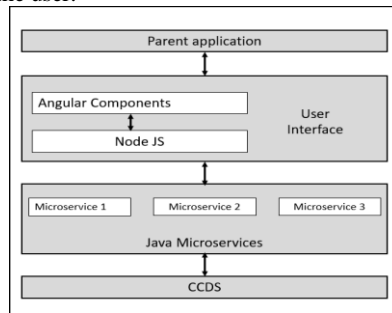 Parent application
Angular Components
User
Interface
Node JS
Microservice 1
Microservice 2
Microservice 3
Java Microservices
CCDS